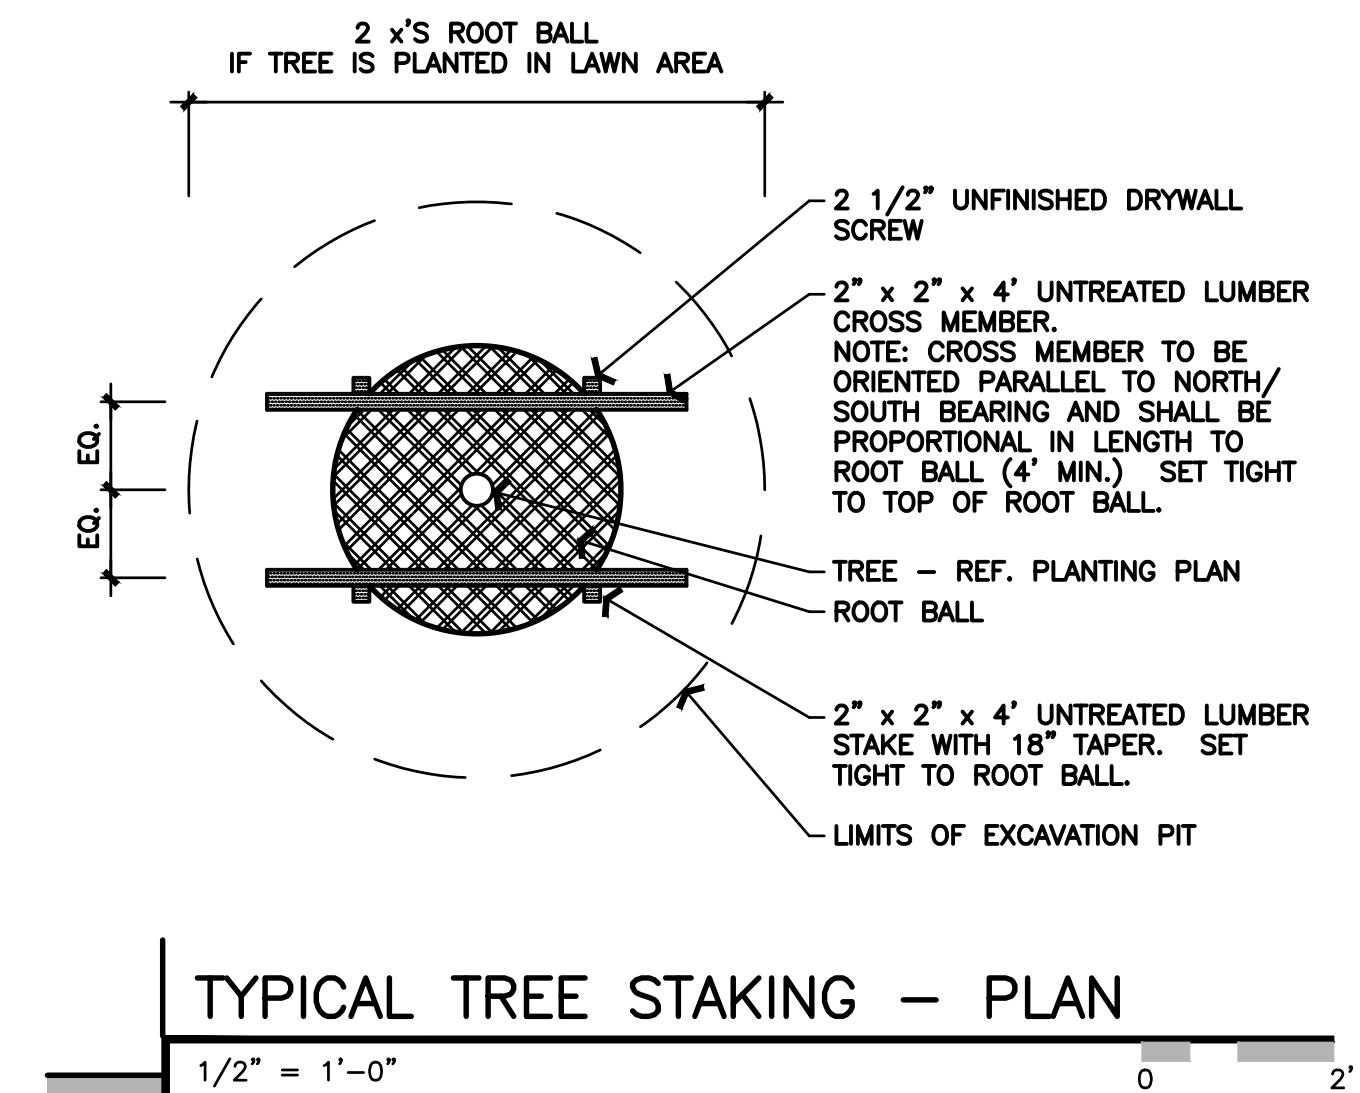 2 x'S ROOT BALL
IF TREE IS PLANTED IN LAWN AREA
2 1/2" UNFINISHED DRYWALL
SCREW
2" x 2" x 4' UNTREATED LUMBER
CROSS MEMBER.
NOTE: CROSS MEMBER TO BE
ORIENTED PARALLEL TO NORTH/
SOUTH BEARING AND SHALL BE
PROPORTIONAL IN LENGTH TO
ROOT BALL (4' MIN.) SET TIGHT
TO TOP OF ROOT BALL.
EQ.
EQ.
TREE - REF. PLANTING PLAN
ROOT BALL
2" x 2" x 4' UNTREATED LUMBER
STAKE WITH 18" TAPER. SET
TIGHT TO ROOT BALL.
LIMITS OF EXCAVATION PIT
TYPICAL TREE STAKING - PLAN
1/2" = 1'-0"
0 2'